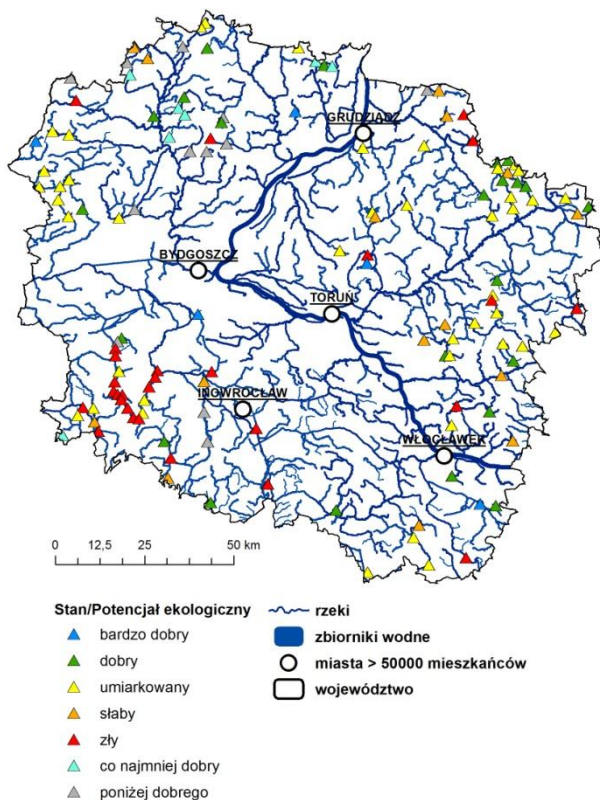 GRUDZIĄDZ
BYDGOSZCZ
TORUŃ
INOWROCŁAW
WŁOCŁAWEK
0 12,5 25 50 km
Stan/Potencjał ekologiczny
bardzo dobry
dobry
umiarkowany
słaby
zły
co najmniej dobry
poniżej dobrego
rzeki
zbiorniki wodne
miasta > 50000 mieszkańców
województwo